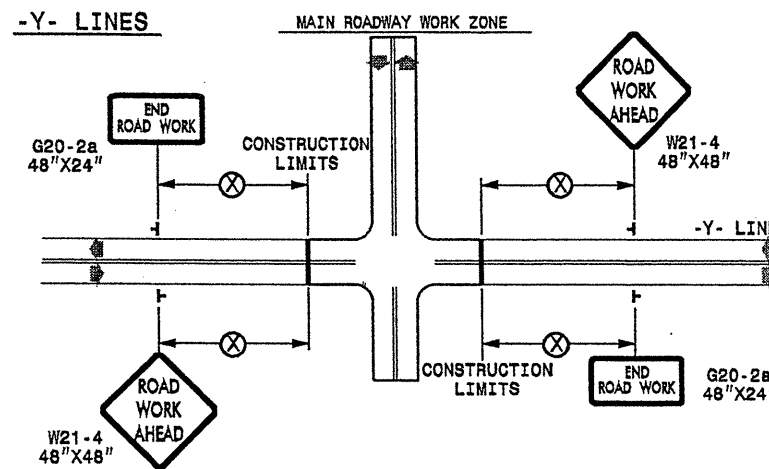 -Y- LINES
MAIN ROADWAY WORK ZONE
END
ROAD WORK
G20-2a
48"X24"
CONSTRUCTION
LIMITS
X
X
ROAD
WORK
AHEAD
W21-4
48"X48"
-Y- LIN
X
X
ROAD
WORK
AHEAD
W21-4
48"X48"
CONSTRUCTION
LIMITS
END
ROAD WORK
G20-2a
48"X24